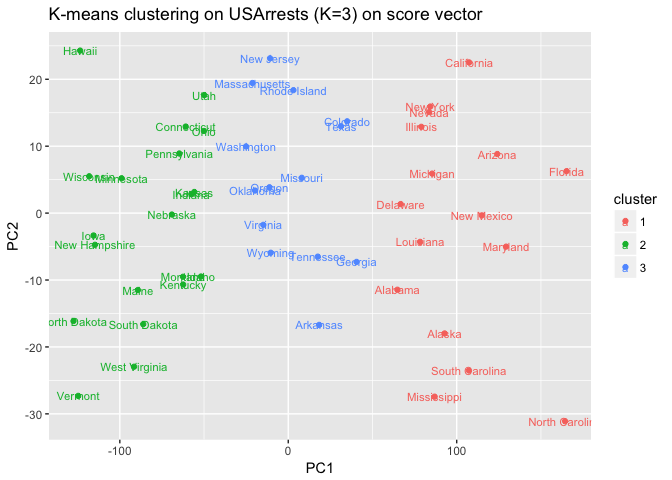 K-means clustering on USArrests (K=3) on score vector
Hawaii
New Jersey
California
Massachusetts
Rhode Island
Utah
New York
Nevada
Connecticut
Ohio
Colorado
Texas
Illinois
Washington
Pennsylvania
Arizona
Wisconsin
Minnesota
Missouri
Michigan
Florida
Kansas
Indiana
Oklahoma
Oregon
Delaware
Nebraska
New Mexico
Virginia
Iowa
New Hampshire
Louisiana
Maryland
Wyoming
Tennessee
Georgia
Montana
Idaho
Kentucky
Maine
Alabama
orth Dakota
South Dakota
Arkansas
Alaska
West Virginia
South Carolina
Vermont
Mississippi
North Carolin
20
10
0
-10
-20
-30
PC2
-100
0
100
PC1
cluster
a 1
a 2
a 3